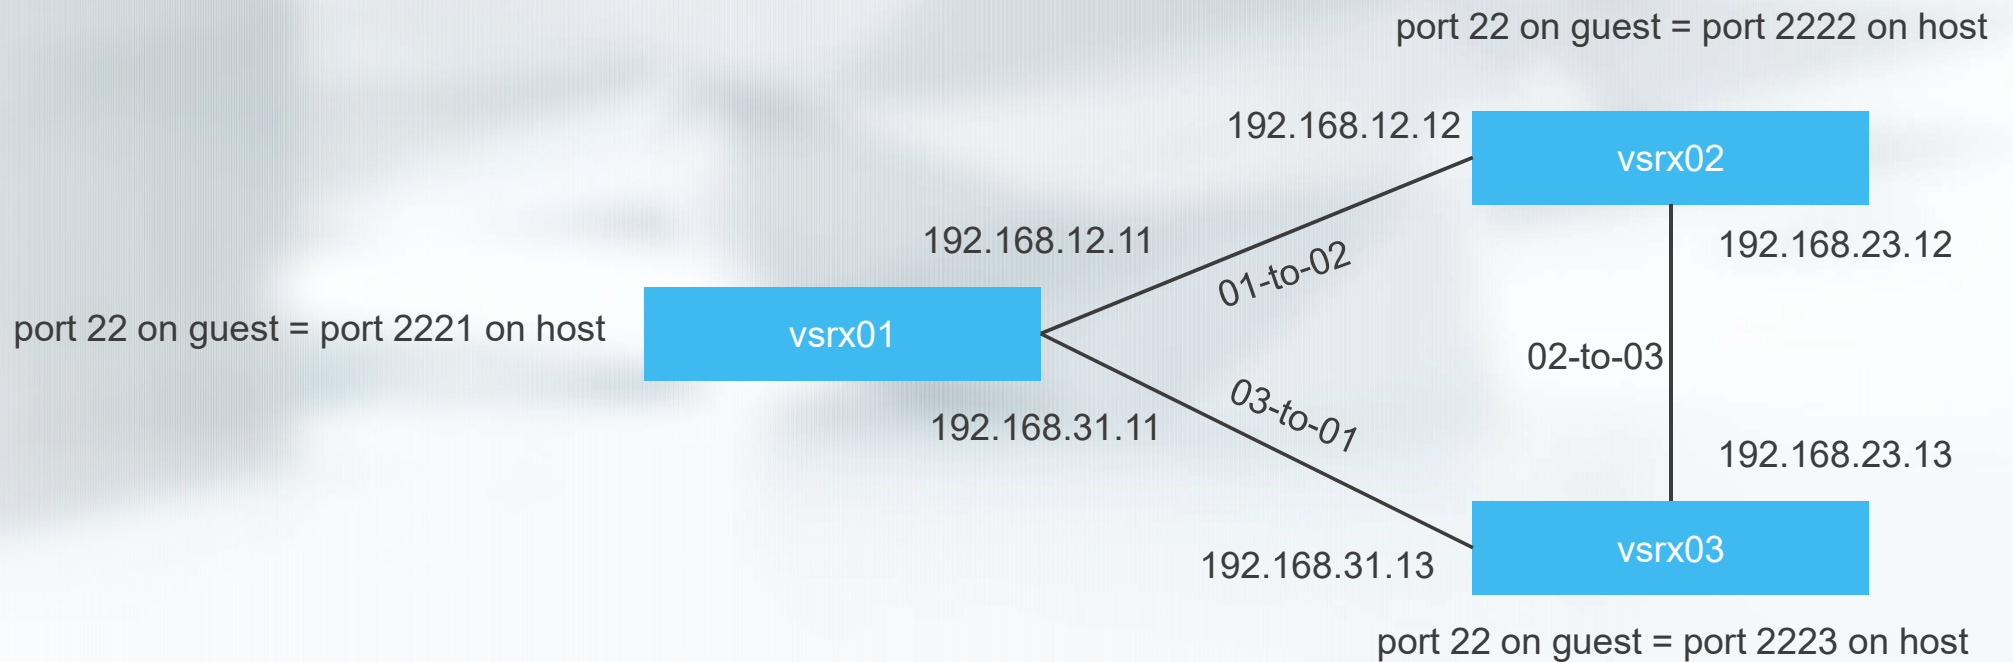 port 22 on guest = port 2222 on host
192.168.12.12
vsrx02
192.168.12.11
01-to-02
192.168.23.12
port 22 on guest = port 2221 on host
vsrx01
02-to-03
03-to-01
192.168.31.11
192.168.23.13
vsrx03
192.168.31.13
port 22 on guest = port 2223 on host